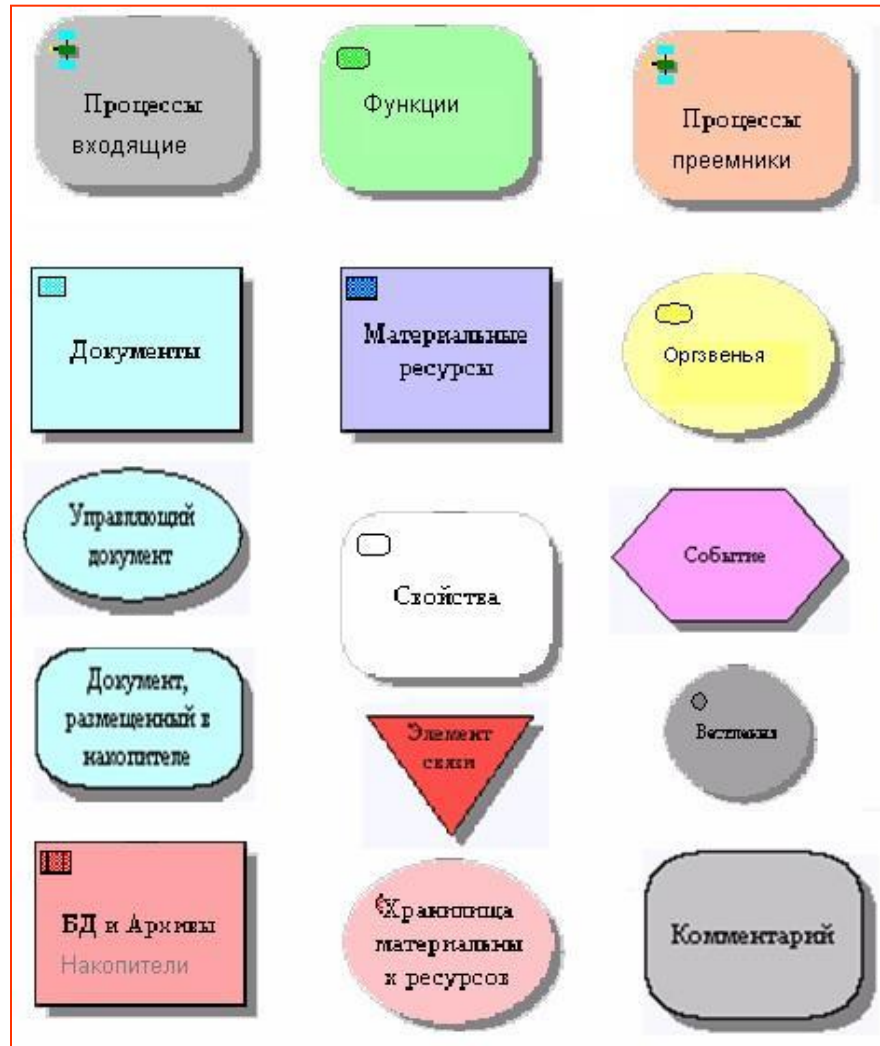 Процессы
входящие
Функции
Процессы
преемники
Документы
Материальные
ресурсы
Оргзвенья
Управляющий
документ
Свойства
Событие
Документ,
размещенный в
накопителе
Элемент
связи
БД и Архивы
Накопители
Хранилища
материальны
х ресурсов
Комментарий